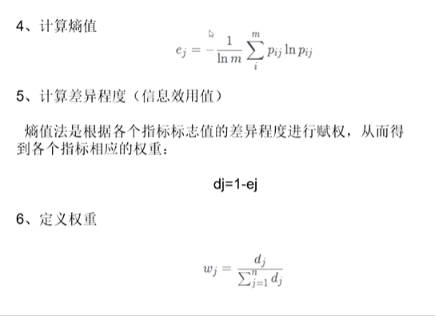 4、计算熵值
e_j = -\frac{1}{\ln m} \sum_{i}^{m} p_{ij} \ln p_{ij}
5、计算差异程度（信息效用值）
熵值法是根据各个指标标志值的差异程度进行赋权，从而得
到各个指标相应的权重：
dj=1-ej
6、定义权重
w_j = \frac{d_j}{\sum_{j=1}^{n} d_j}